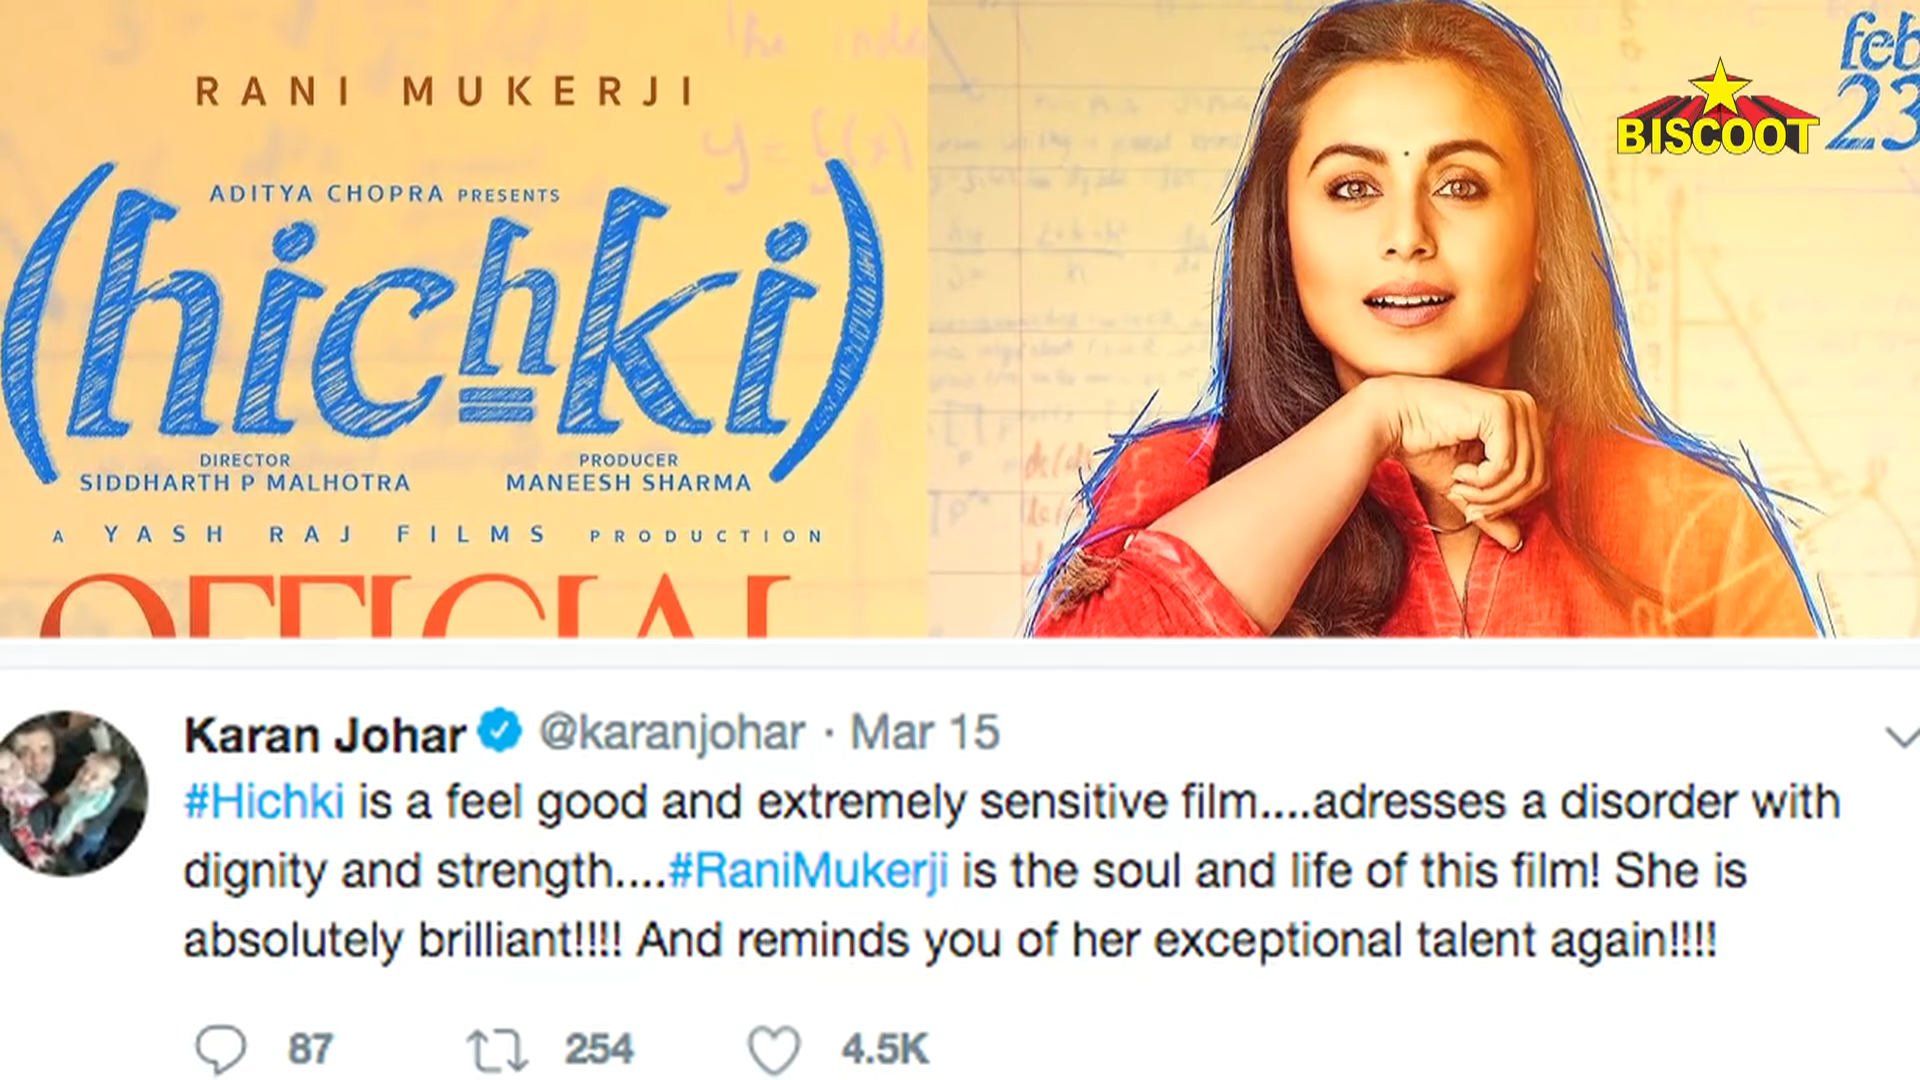 RANI MUKERJI
ADITYA CHOPRA PRESENTS
(hichki)
DIRECTOR
SIDDHARTH P MALHOTRA
PRODUCER
MANEESH SHARMA
A YASH RAJ FILMS PRODUCTION
OFFICIAL
feb
23
BISCOOT
y = f(x)
Karan Johar @karanjohar · Mar 15
#Hichki is a feel good and extremely sensitive film....adresses a disorder with
dignity and strength....#RaniMukerji is the soul and life of this film! She is
absolutely brilliant!!!! And reminds you of her exceptional talent again!!!!
87 254 4.5K